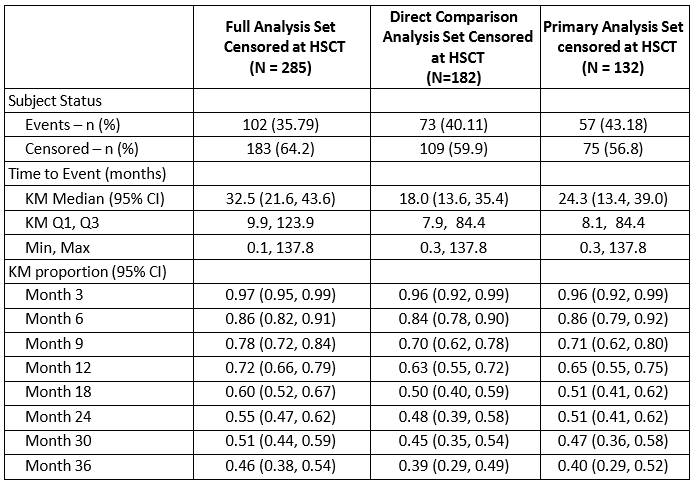 Full Analysis Set Censored at HSCT (N = 285) | Direct Comparison Analysis Set Censored at HSCT (N=182) | Primary Analysis Set censored at HSCT (N = 132)
Subject Status
Events – n (%) | 102 (35.79) | 73 (40.11) | 57 (43.18)
Censored – n (%) | 183 (64.2) | 109 (59.9) | 75 (56.8)
Time to Event (months)
KM Median (95% CI) | 32.5 (21.6, 43.6) | 18.0 (13.6, 35.4) | 24.3 (13.4, 39.0)
KM Q1, Q3 | 9.9, 123.9 | 7.9, 84.4 | 8.1, 84.4
Min, Max | 0.1, 137.8 | 0.3, 137.8 | 0.3, 137.8
KM proportion (95% CI)
Month 3 | 0.97 (0.95, 0.99) | 0.96 (0.92, 0.99) | 0.96 (0.92, 0.99)
Month 6 | 0.86 (0.82, 0.91) | 0.84 (0.78, 0.90) | 0.86 (0.79, 0.92)
Month 9 | 0.78 (0.72, 0.84) | 0.70 (0.62, 0.78) | 0.71 (0.62, 0.80)
Month 12 | 0.72 (0.66, 0.79) | 0.63 (0.55, 0.72) | 0.65 (0.55, 0.75)
Month 18 | 0.60 (0.52, 0.67) | 0.50 (0.40, 0.59) | 0.51 (0.41, 0.62)
Month 24 | 0.55 (0.47, 0.62) | 0.48 (0.39, 0.58) | 0.51 (0.41, 0.62)
Month 30 | 0.51 (0.44, 0.59) | 0.45 (0.35, 0.54) | 0.47 (0.36, 0.58)
Month 36 | 0.46 (0.38, 0.54) | 0.39 (0.29, 0.49) | 0.40 (0.29, 0.52)